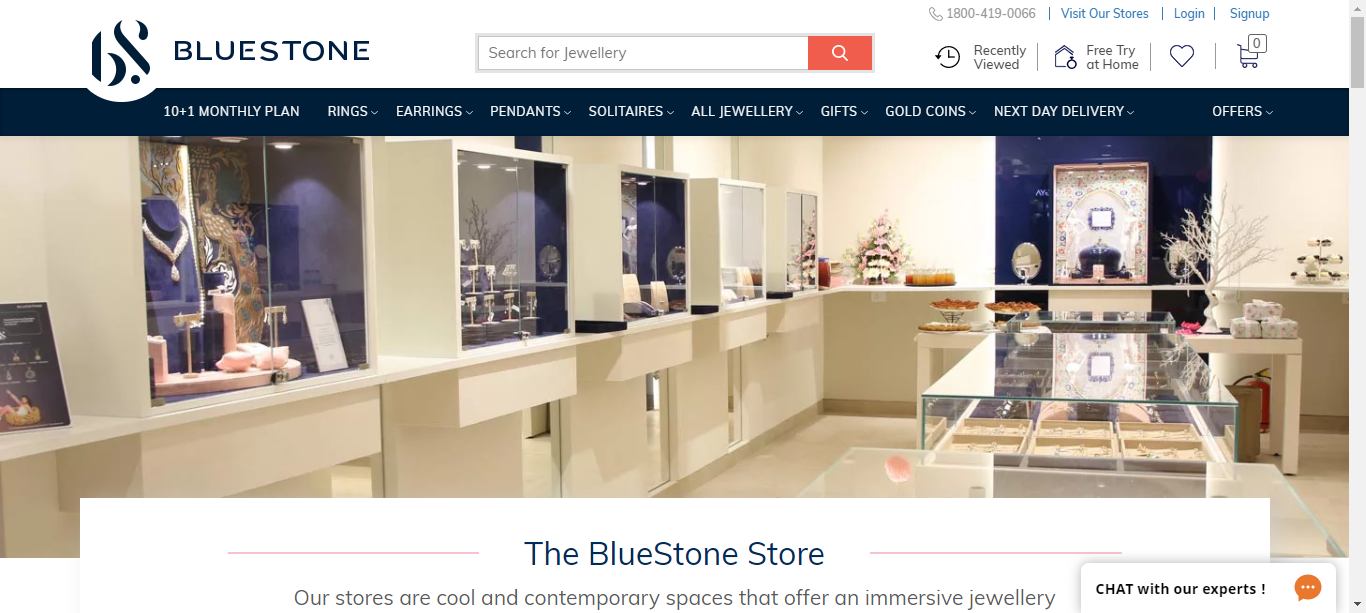 1800-419-0066 Visit Our Stores Login Signup
BLUESTONE
Search for Jewellery
Recently
Viewed
Free Try
at Home
0
10+1 MONTHLY PLAN RINGS EARRINGS PENDANTS SOLITAIRES ALL JEWELLERY GIFTS GOLD COINS NEXT DAY DELIVERY OFFERS
The BlueStone Store
Our stores are cool and contemporary spaces that offer an immersive jewellery
CHAT with our experts !